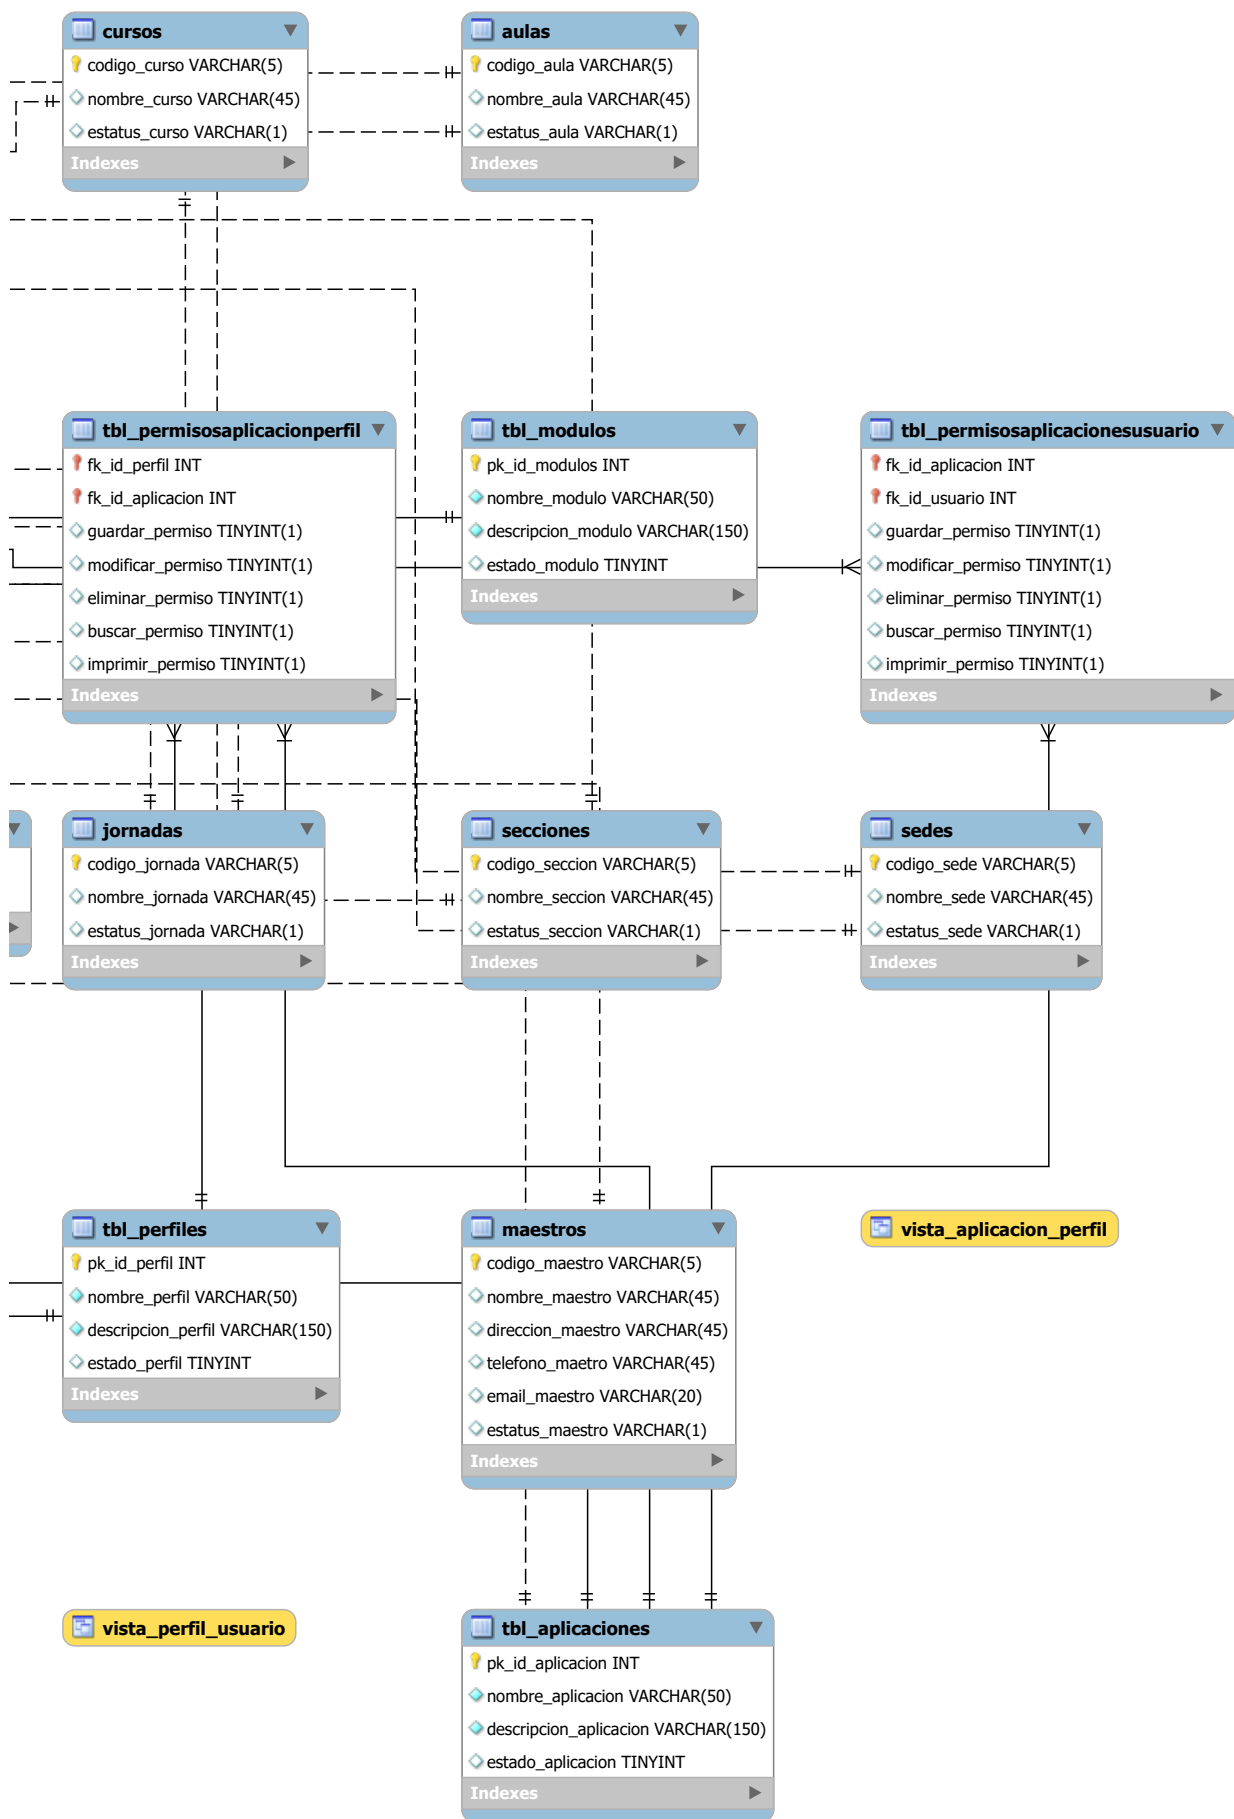 cursos
codigo_curso VARCHAR(5)
nombre_curso VARCHAR(45)
estatus_curso VARCHAR(1)
Indexes
aulas
codigo_aula VARCHAR(5)
nombre_aula VARCHAR(45)
estatus_aula VARCHAR(1)
Indexes
tbl_permisosaplicacionperfil
fk_id_perfil INT
fk_id_aplicacion INT
guardar_permiso TINYINT(1)
modificar_permiso TINYINT(1)
eliminar_permiso TINYINT(1)
buscar_permiso TINYINT(1)
imprimir_permiso TINYINT(1)
Indexes
tbl_modulos
pk_id_modulos INT
nombre_modulo VARCHAR(50)
descripcion_modulo VARCHAR(150)
estado_modulo TINYINT
Indexes
tbl_permisosaplicacionesusuario
fk_id_aplicacion INT
fk_id_usuario INT
guardar_permiso TINYINT(1)
modificar_permiso TINYINT(1)
eliminar_permiso TINYINT(1)
buscar_permiso TINYINT(1)
imprimir_permiso TINYINT(1)
Indexes
jornadas
codigo_jornada VARCHAR(5)
nombre_jornada VARCHAR(45)
estatus_jornada VARCHAR(1)
Indexes
secciones
codigo_seccion VARCHAR(5)
nombre_seccion VARCHAR(45)
estatus_seccion VARCHAR(1)
Indexes
sedes
codigo_sede VARCHAR(5)
nombre_sede VARCHAR(45)
estatus_sede VARCHAR(1)
Indexes
tbl_perfiles
pk_id_perfil INT
nombre_perfil VARCHAR(50)
descripcion_perfil VARCHAR(150)
estado_perfil TINYINT
Indexes
maestros
codigo_maestro VARCHAR(5)
nombre_maestro VARCHAR(45)
direccion_maestro VARCHAR(45)
telefono_maetro VARCHAR(45)
email_maestro VARCHAR(20)
estatus_maestro VARCHAR(1)
Indexes
vista_aplicacion_perfil
vista_perfil_usuario
tbl_aplicaciones
pk_id_aplicacion INT
nombre_aplicacion VARCHAR(50)
descripcion_aplicacion VARCHAR(150)
estado_aplicacion TINYINT
Indexes